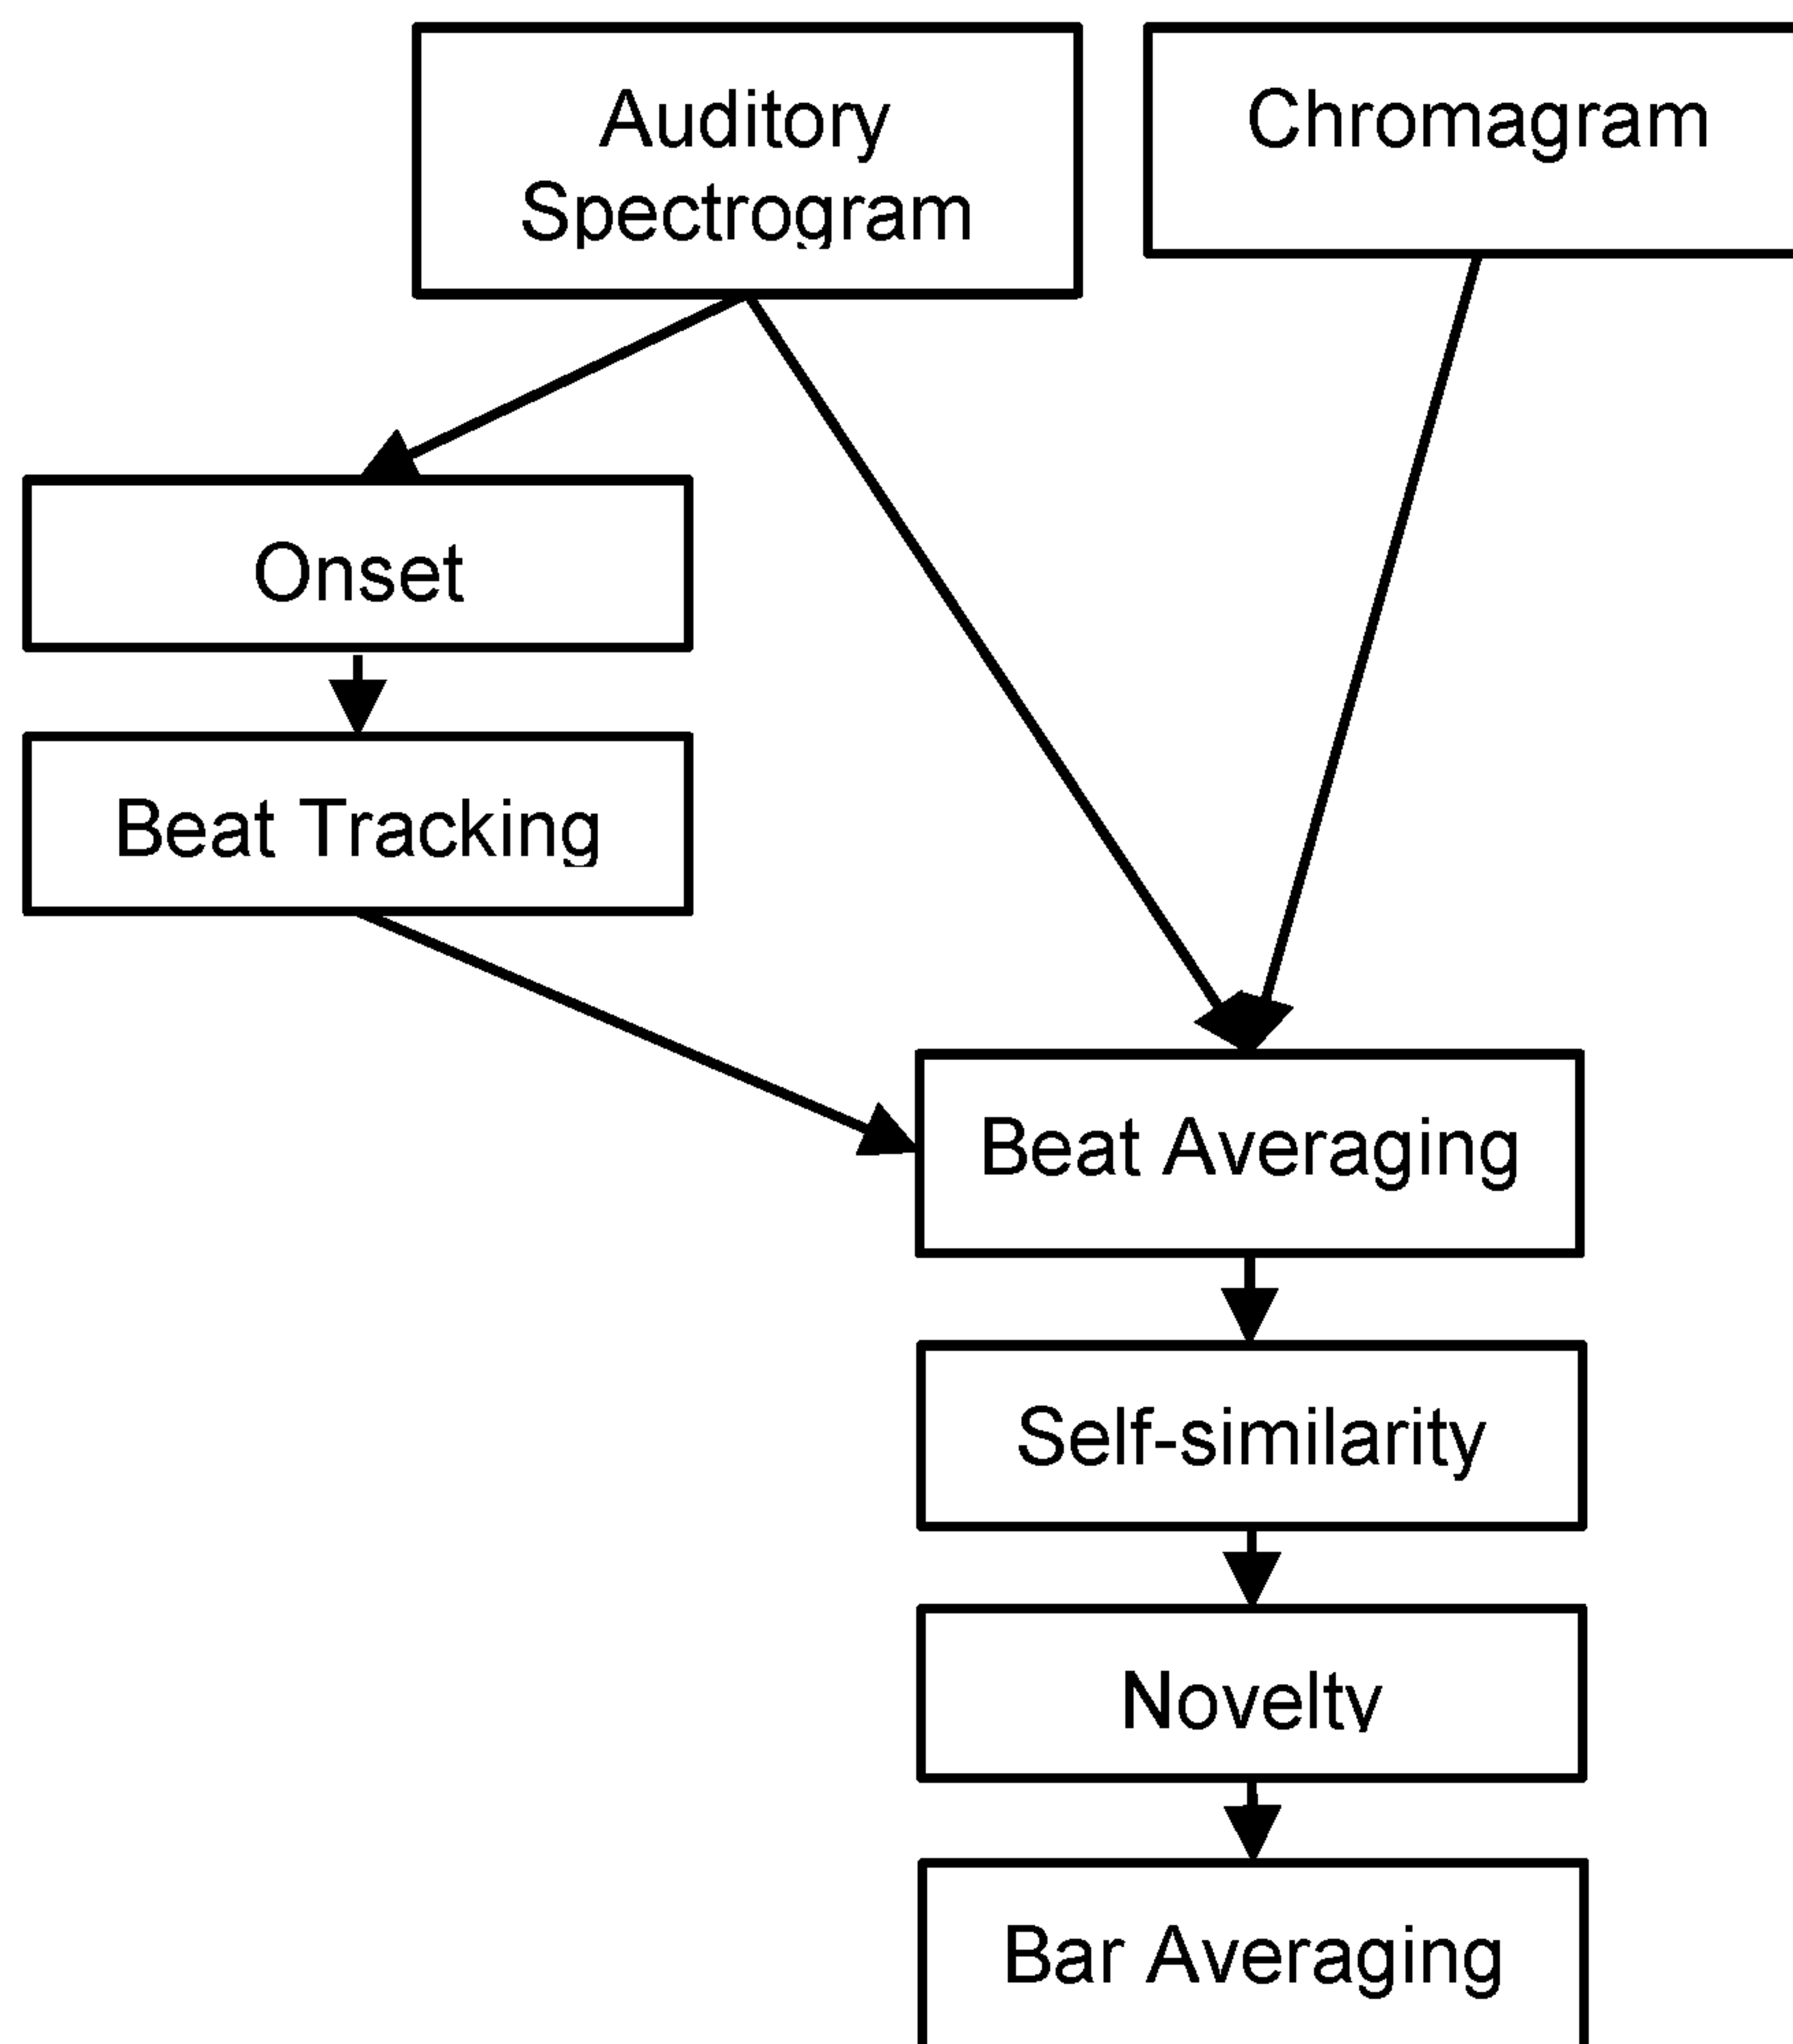 Auditory
Spectrogram
Chromagram
Onset
Beat Tracking
Beat Averaging
Self-similarity
Novelty
Bar Averaging